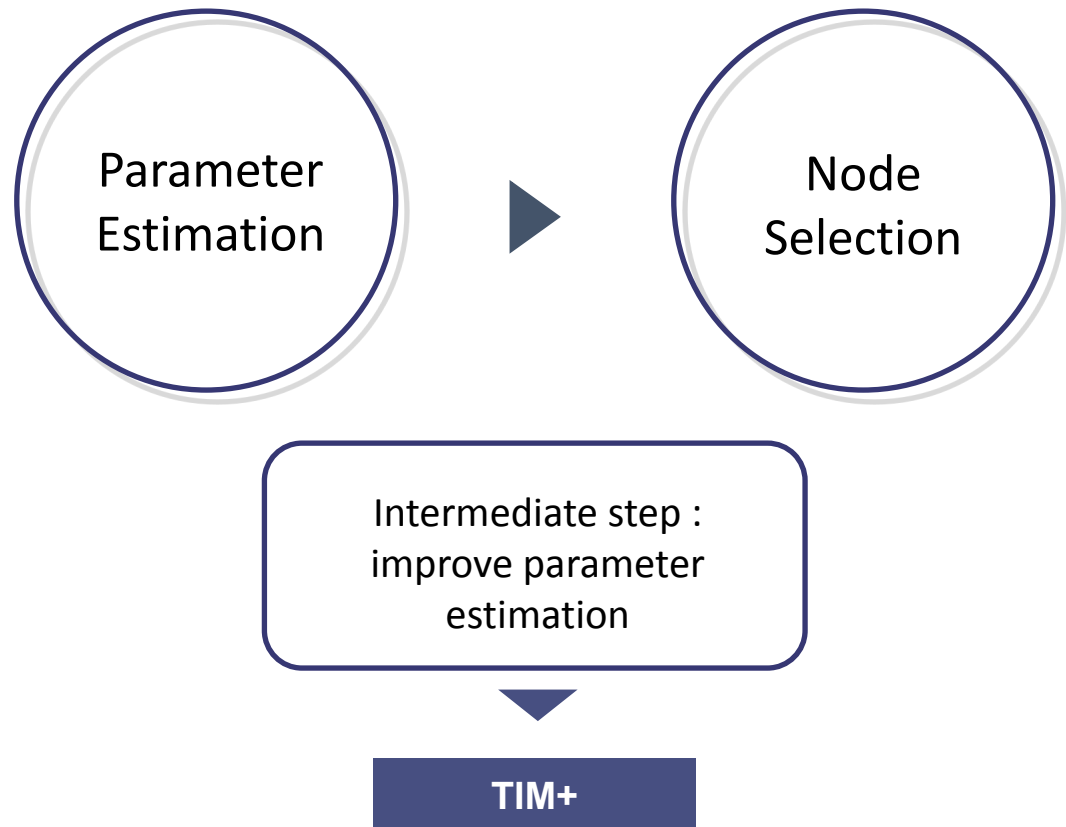 Parameter
Estimation
Node
Selection
Intermediate step :
improve parameter
estimation
TIM+